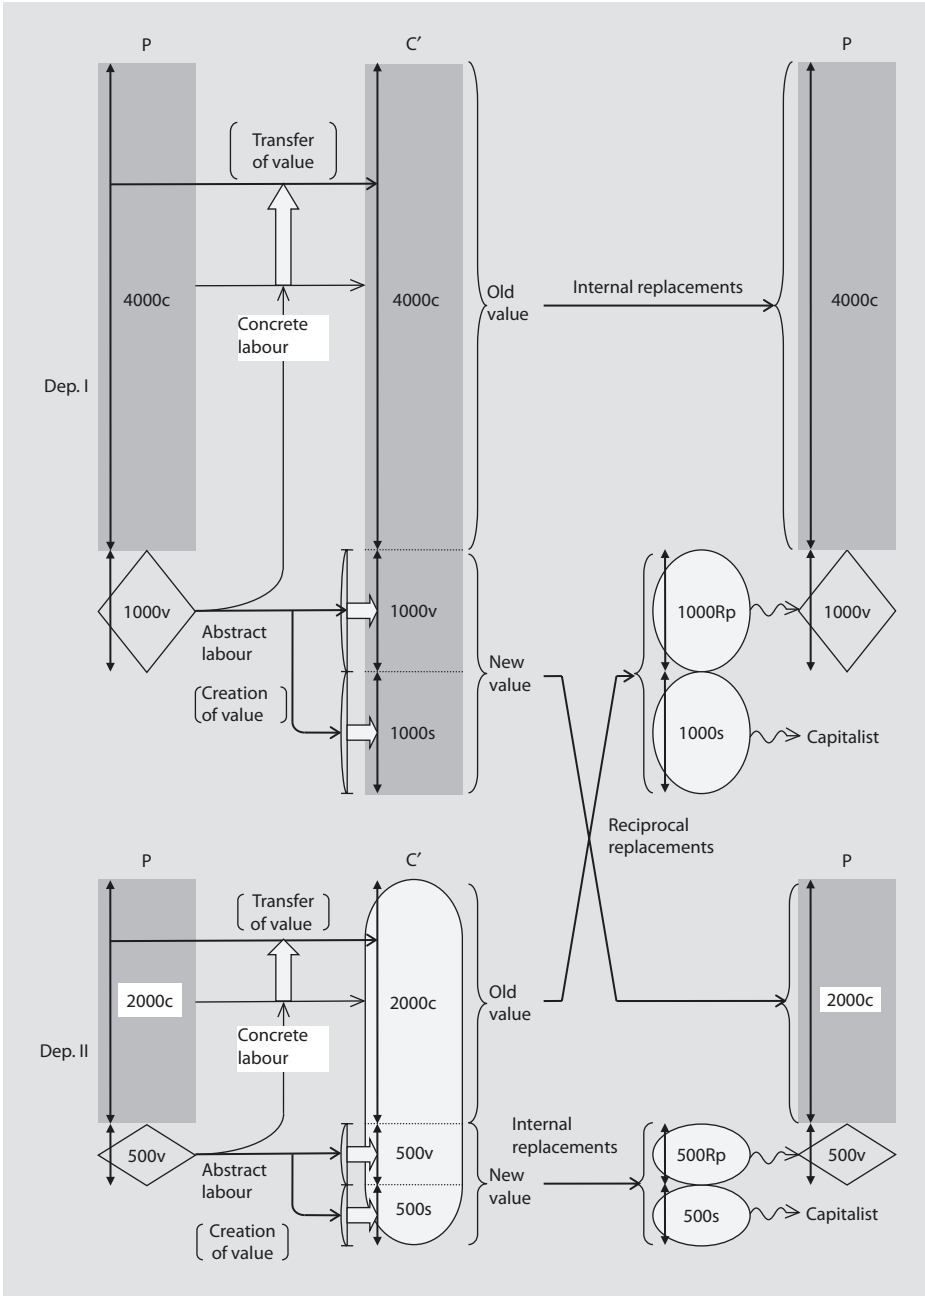 P
C′
P
Transfer
of value
4000c
4000c
Old
value
Internal replacements
4000c
Concrete
labour
Dep. I
1000v
Abstract
labour
Creation
of value
1000v
1000s
New
value
1000Rp
1000v
1000s
Capitalist
Reciprocal
replacements
P
C′
P
Transfer
of value
2000c
2000c
Old
value
2000c
Concrete
labour
Dep. II
500v
Abstract
labour
Creation
of value
500v
500s
New
value
Internal
replacements
500Rp
500v
500s
Capitalist